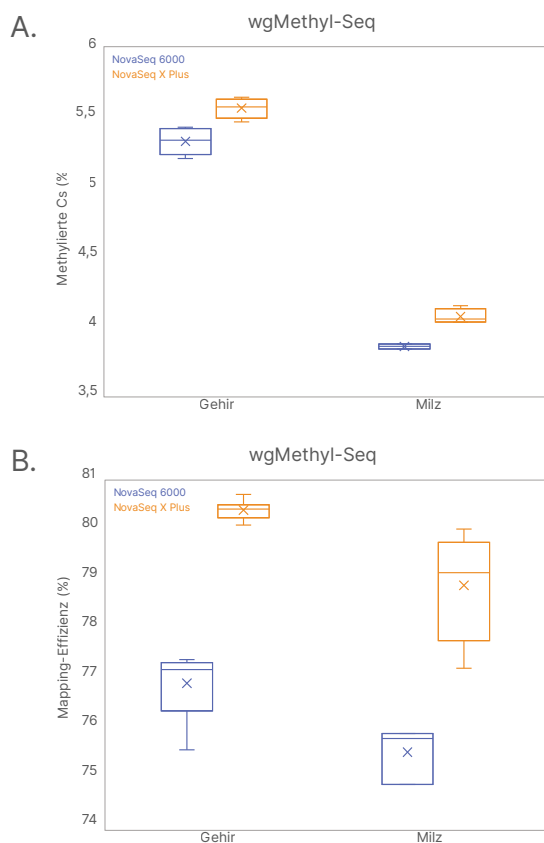 A.
wgMethyl-Seq
6
NovaSeq 6000
NovaSeq X Plus
5,5
5
4,5
4
3,5
Methylierte Cs (%
Gehir
Milz
B.
wgMethyl-Seq
81
NovaSeq 6000
NovaSeq X Plus
80
79
78
77
76
75
74
Mapping-Effizienz (%)
Gehir
Milz